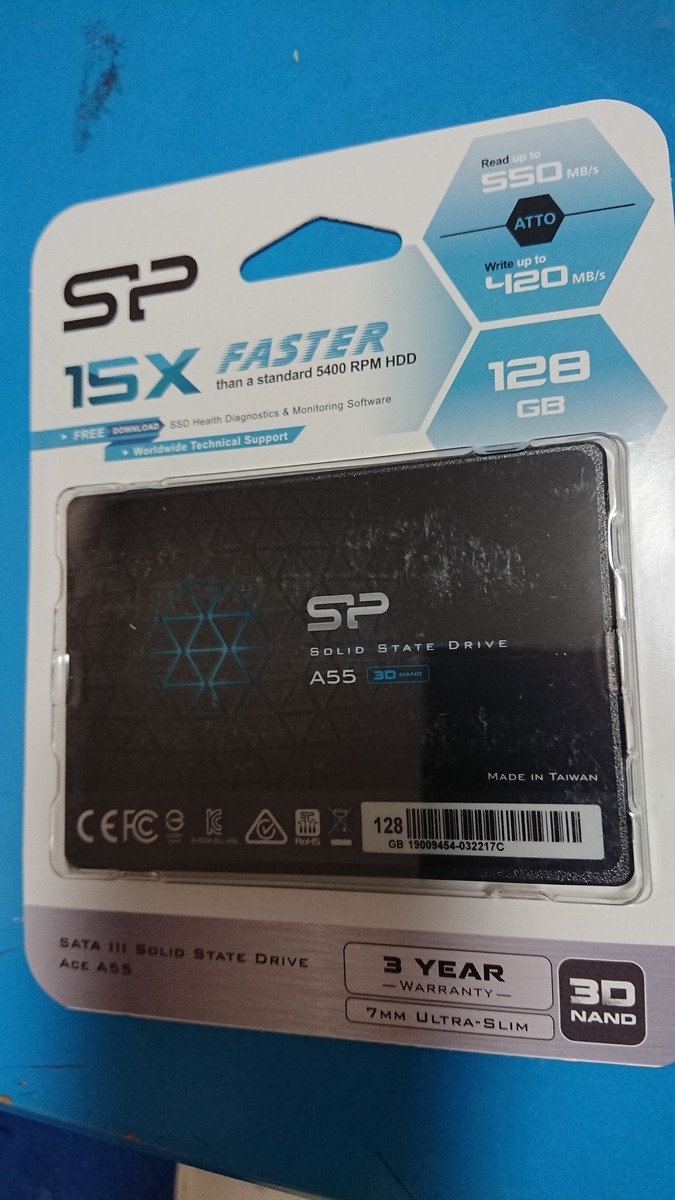 Read up to
550 MB/s
ATTO
Write up to
420 MB/s
128
GB
SP
15X FASTER
than a standard 5400 RPM HDD
FREE DOWNLOAD SSD Health Diagnostics & Monitoring Software
Worldwide Technical Support
SP
SOLID STATE DRIVE
A55 3D NAND
MADE IN TAIWAN
CE FC
RoHS
128
GB 19009454-032217C
SATA III SOLID STATE DRIVE
ACE A55
3 YEAR
WARRANTY
7MM ULTRA-SLIM
3D
NAND